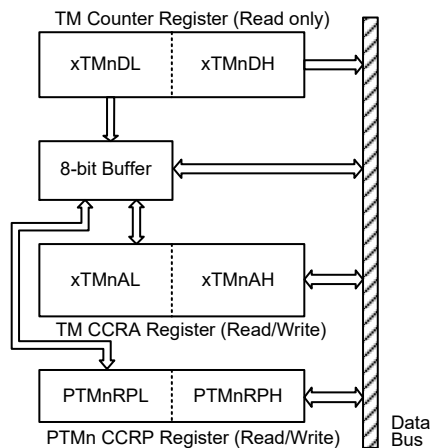 TM Counter Register (Read only)
xTMnDL xTMnDH
8-bit Buffer
xTMnAL xTMnAH
TM CCRA Register (Read/Write)
PTMnRPL PTMnRPH
PTMn CCRP Register (Read/Write)
Data
Bus